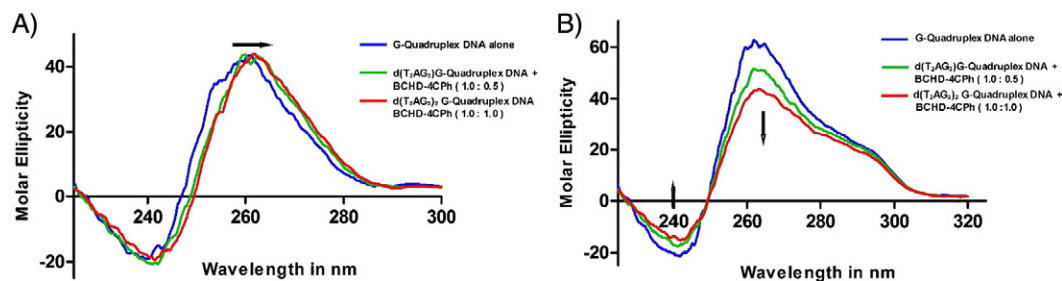 A)
Molar Ellipticity
40
20
0
-20
240
260
280
300
Wavelength in nm
G-Quadruplex DNA alone
d(T₂AG₃)G-Quadruplex DNA +
BCHD-4CPh ( 1.0 : 0.5 )
d(T₂AG₃)₂ G-Quadruplex DNA
BCHD-4CPh ( 1.0 : 1.0 )
B)
Molar Ellipticity
60
40
20
0
-20
240
260
280
300
320
Wavelength in nm
G-Quadruplex DNA alone
d(T₂AG₃)G-Quadruplex DNA +
BCHD-4CPh ( 1.0 : 0.5 )
d(T₂AG₃)₂ G-Quadruplex DNA +
BCHD-4CPh ( 1.0 :1.0 )